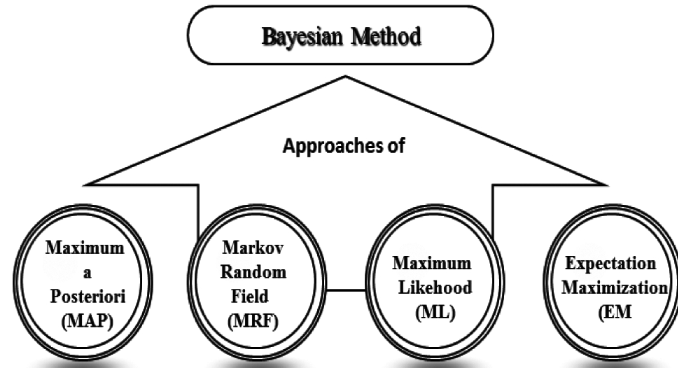 Bayesian Method
Approaches of
Maximum
a
Posteriori
(MAP)
Markov
Random
Field
(MRF)
Maximum
Likehood
(ML)
Expectation
Maximization
(EM